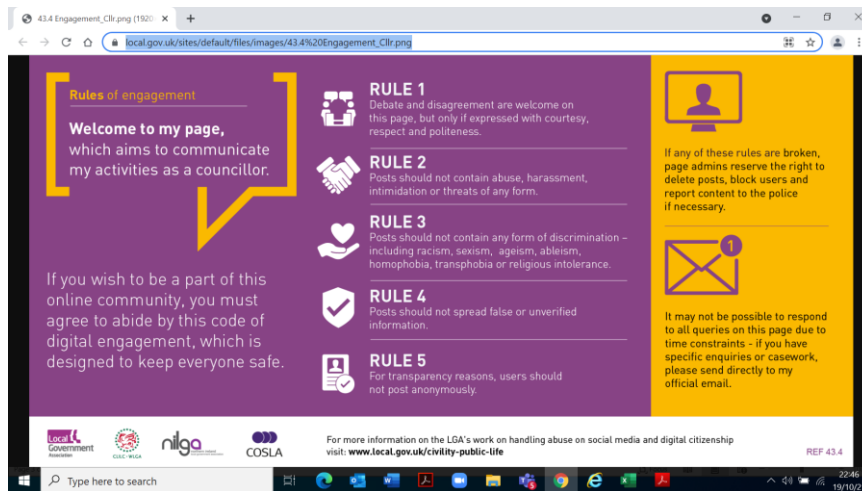 43.4 Engagement_Cllr.png (1920
local.gov.uk/sites/default/files/images/43.4%20Engagement_Cllr.png
Rules of engagement
Welcome to my page,
which aims to communicate
my activities as a councillor.
If you wish to be a part of this
online community, you must
agree to abide by this code of
digital engagement, which is
designed to keep everyone safe.
RULE 1
Debate and disagreement are welcome on
this page, but only if expressed with courtesy,
respect and politeness.
RULE 2
Posts should not contain abuse, harassment,
intimidation or threats of any form.
RULE 3
Posts should not contain any form of discrimination –
including racism, sexism, ageism, ableism,
homophobia, transphobia or religious intolerance.
RULE 4
Posts should not spread false or unverified
information.
RULE 5
For transparency reasons, users should
not post anonymously.
If any of these rules are broken,
page admins reserve the right to
delete posts, block users and
report content to the police
if necessary.
1
It may not be possible to respond
to all queries on this page due to
time constraints - if you have
specific enquiries or casework,
please send directly to my
official email.
Local
Government
Association
CLILC • WLGA
nilga
COSLA
For more information on the LGA's work on handling abuse on social media and digital citizenship
visit: www.local.gov.uk/civility-public-life
REF 43.4
Type here to search
22:46
19/10/2